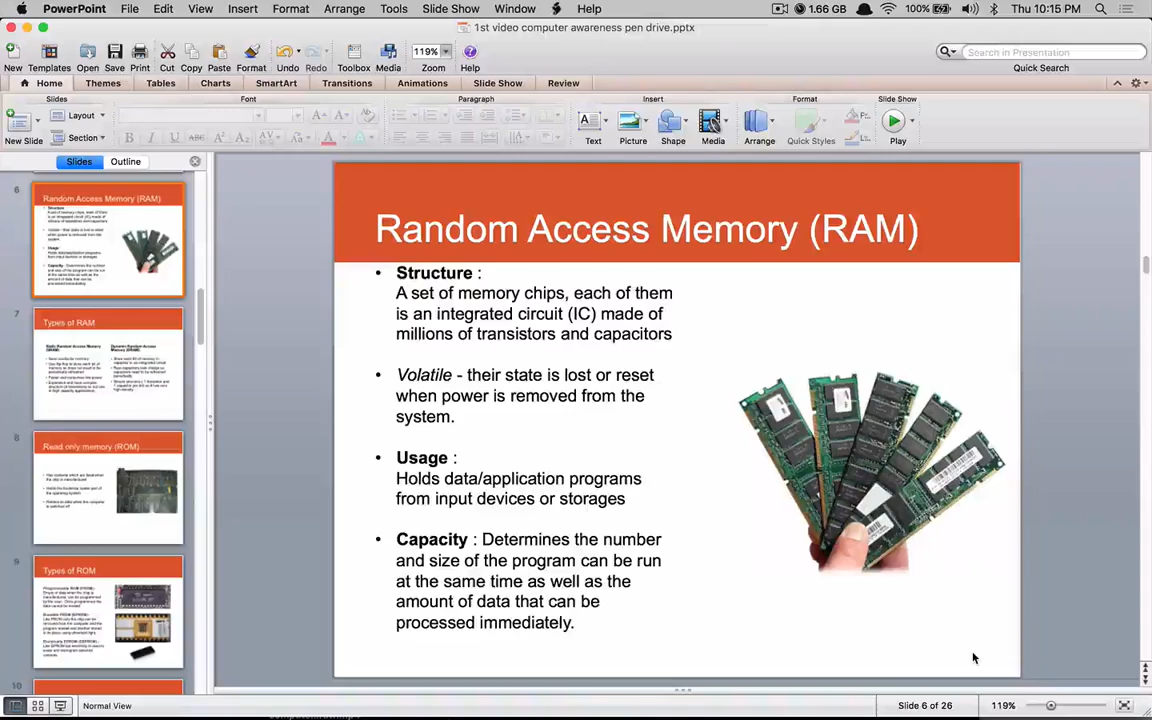 PowerPoint File Edit View Insert Format Arrange Tools Slide Show Window Help 1.66 GB 100% Thu 10:15 PM
1st video computer awareness pen drive.pptx
119%
Search in Presentation
New Templates Open Save Print Cut Copy Paste Format Undo Redo Toolbox Media Zoom Help
Quick Search
Home Themes Tables Charts SmartArt Transitions Animations Slide Show Review
Slides Font Paragraph Insert Format Slide Show
Layout
Section
New Slide
B I U ABC
Text Picture Shape Media Arrange Quick Styles Play
Slides Outline
6
Random Access Memory (RAM)
7
Types of RAM
8
Read only memory (ROM)
9
Types of ROM
10
Random Access Memory (RAM)
• Structure :
A set of memory chips, each of them
is an integrated circuit (IC) made of
millions of transistors and capacitors
• Volatile - their state is lost or reset
when power is removed from the
system.
• Usage :
Holds data/application programs
from input devices or storages
• Capacity : Determines the number
and size of the program can be run
at the same time as well as the
amount of data that can be
processed immediately.
Normal View
Slide 6 of 26
119%